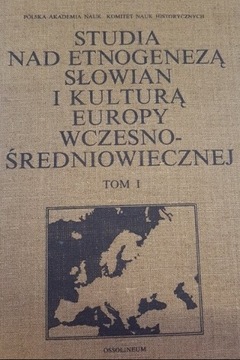 POLSKA AKADEMIA NAUK. KOMITET NAUK HISTORYCZNYCH
STUDIA
NAD ETNOGENEZĄ
SŁOWIAN
I KULTURĄ
EUROPY
WCZESNO-
ŚREDNIOWIECZNEJ
TOM I
OSSOLINEUM